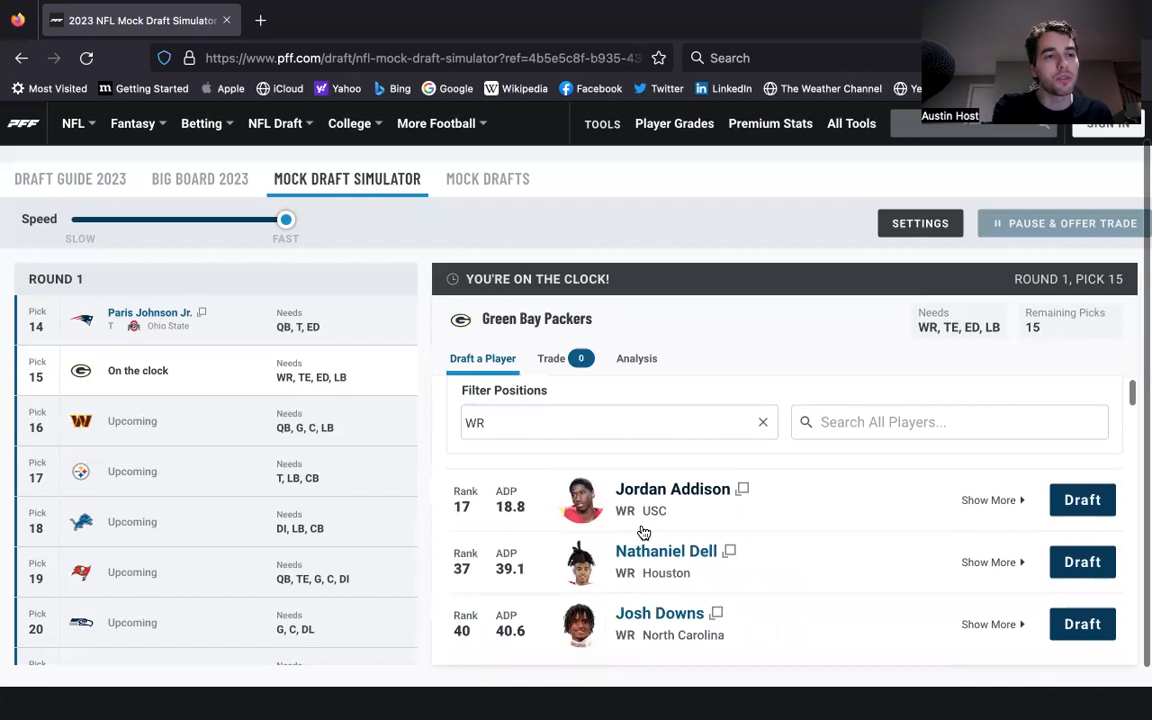 2023 NFL Mock Draft Simulator
https://www.pff.com/draft/nfl-mock-draft-simulator?ref=4b5e5c8f-b935-43
Search
Most Visited
Getting Started
Apple
iCloud
Yahoo
Bing
Google
Wikipedia
Facebook
Twitter
LinkedIn
The Weather Channel
Ye
Austin Host
PFF
NFL
Fantasy
Betting
NFL Draft
College
More Football
TOOLS
Player Grades
Premium Stats
All Tools
SIGN IN
DRAFT GUIDE 2023
BIG BOARD 2023
MOCK DRAFT SIMULATOR
MOCK DRAFTS
Speed
SLOW
FAST
SETTINGS
PAUSE & OFFER TRADE
ROUND 1
Pick
14
Paris Johnson Jr.
T Ohio State
Needs
QB, T, ED
Pick
15
On the clock
Needs
WR, TE, ED, LB
Pick
16
Upcoming
Needs
QB, G, C, LB
Pick
17
Upcoming
Needs
T, LB, CB
Pick
18
Upcoming
Needs
DI, LB, CB
Pick
19
Upcoming
Needs
QB, TE, G, C, DI
Pick
20
Upcoming
Needs
G, C, DL
YOU'RE ON THE CLOCK!
ROUND 1, PICK 15
Green Bay Packers
Needs
WR, TE, ED, LB
Remaining Picks
15
Draft a Player
Trade 0
Analysis
Filter Positions
WR
Search All Players...
Rank
17
ADP
18.8
Jordan Addison
WR USC
Show More
Draft
Rank
37
ADP
39.1
Nathaniel Dell
WR Houston
Show More
Draft
Rank
40
ADP
40.6
Josh Downs
WR North Carolina
Show More
Draft